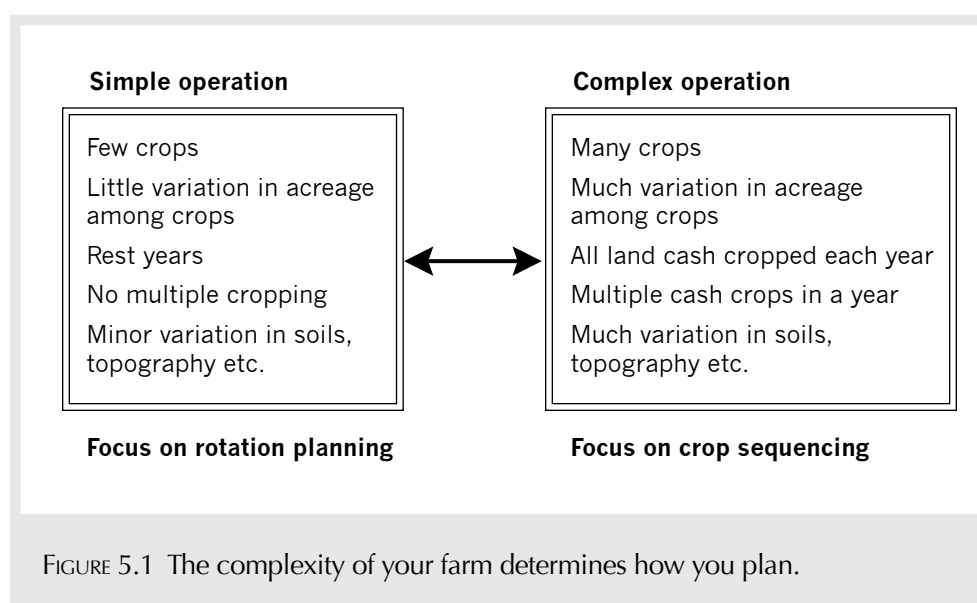 Simple operation
Few crops
Little variation in acreage
among crops
Rest years
No multiple cropping
Minor variation in soils,
topography etc.
Focus on rotation planning
Complex operation
Many crops
Much variation in acreage
among crops
All land cash cropped each year
Multiple cash crops in a year
Much variation in soils,
topography etc.
Focus on crop sequencing
FIGURE 5.1 The complexity of your farm determines how you plan.